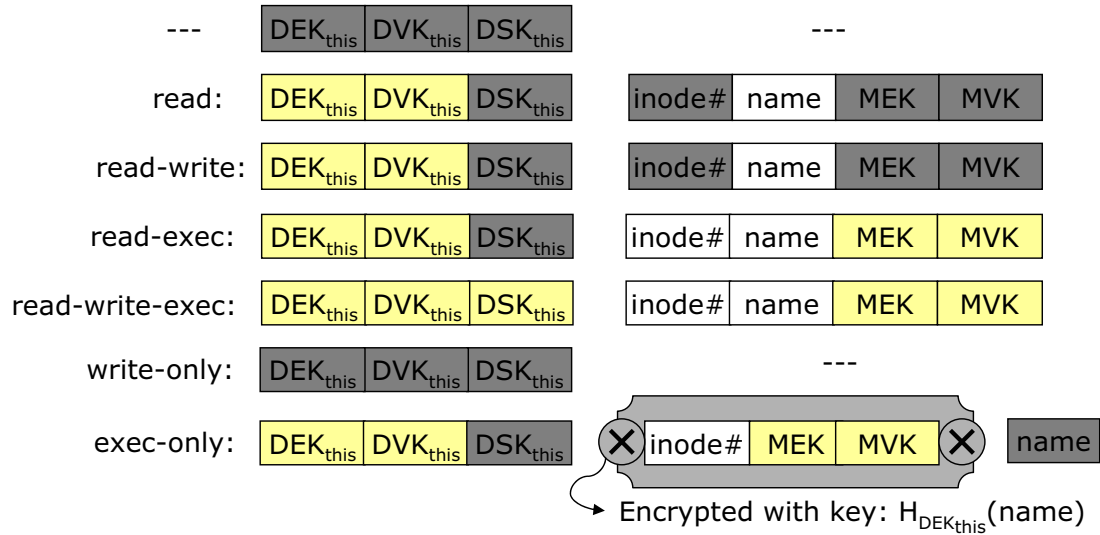 --- DEKthis DVKthis DSKthis ---
read: DEKthis DVKthis DSKthis inode# name MEK MVK
read-write: DEKthis DVKthis DSKthis inode# name MEK MVK
read-exec: DEKthis DVKthis DSKthis inode# name MEK MVK
read-write-exec: DEKthis DVKthis DSKthis inode# name MEK MVK
write-only: DEKthis DVKthis DSKthis ---
exec-only: DEKthis DVKthis DSKthis inode# MEK MVK name
Encrypted with key: HDEKthis(name)